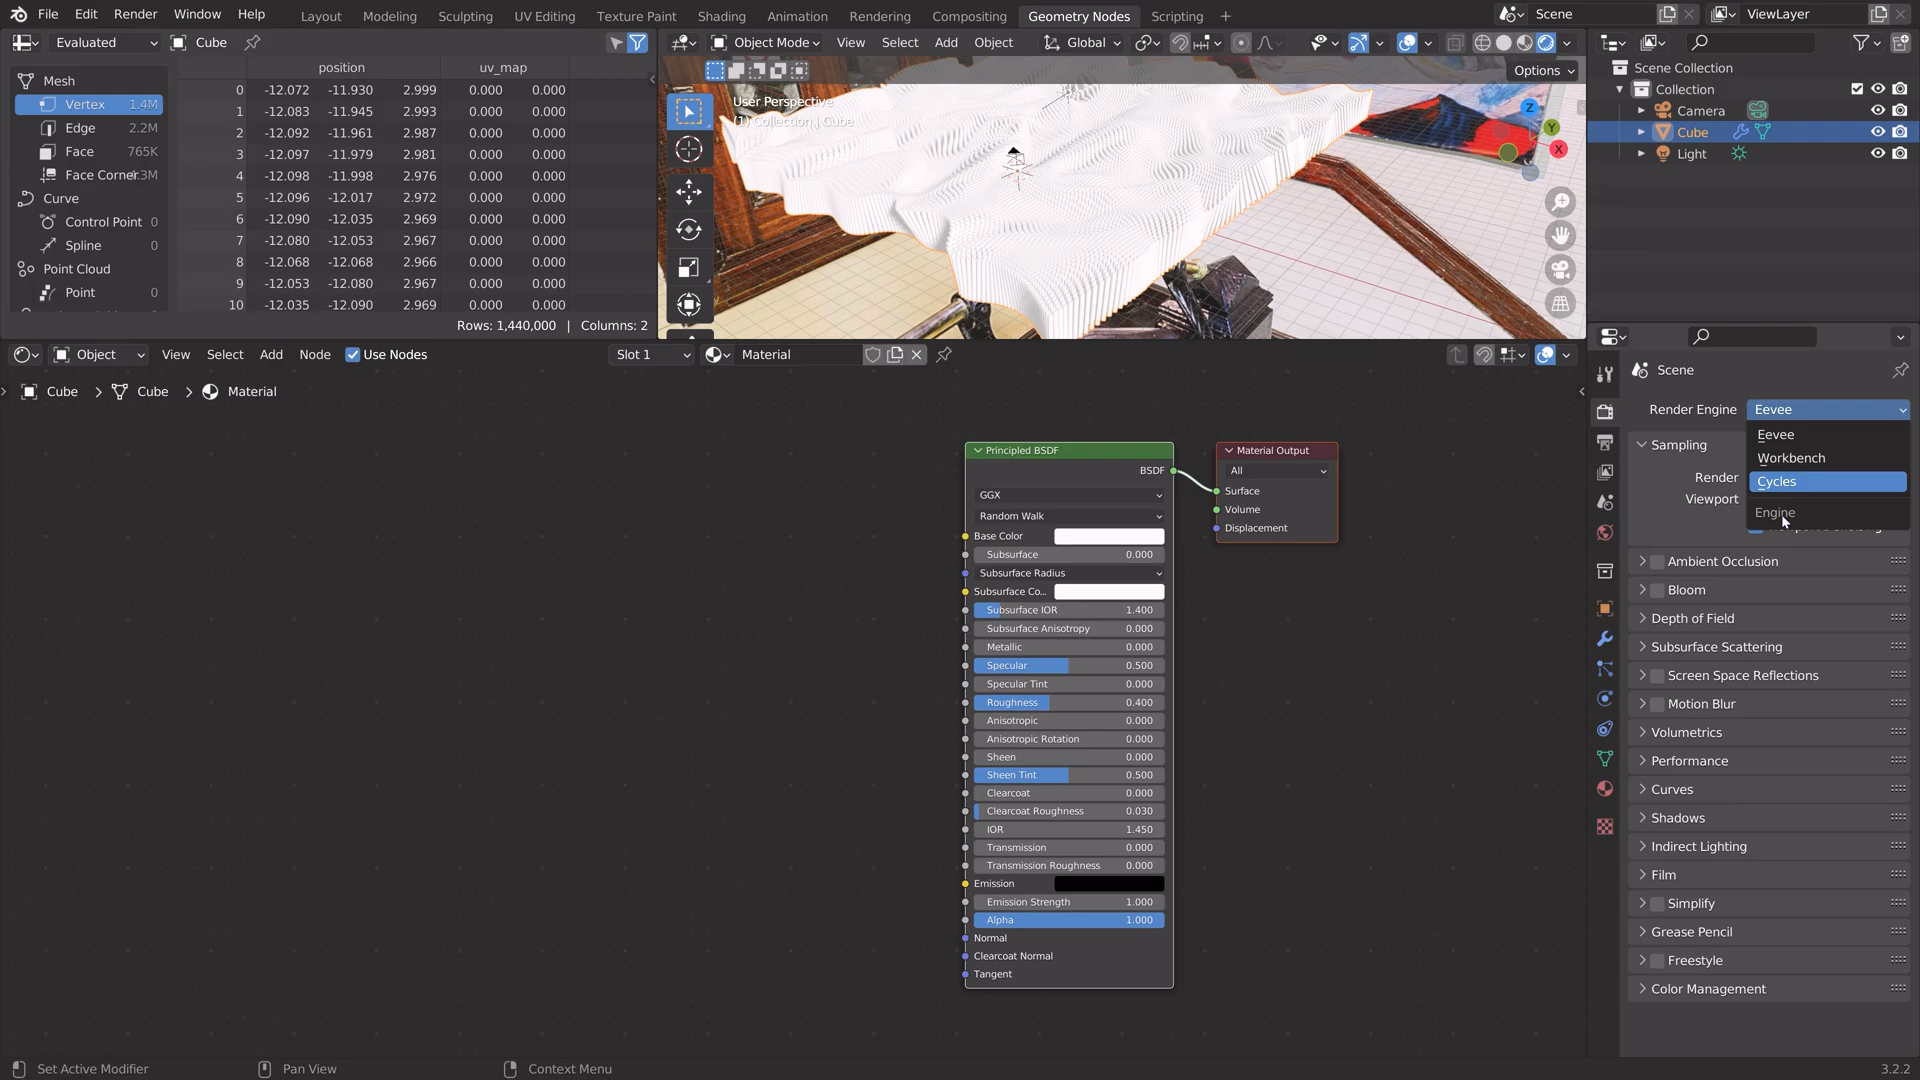 File Edit Render Window Help Layout Modeling Sculpting UV Editing Texture Paint Shading Animation Rendering Compositing Geometry Nodes Scripting Scene ViewLayer
Evaluated Cube
Mesh
Vertex 1.4M
Edge 2.2M
Face 765K
Face Corner
Curve
Control Point 0
Spline 0
Point Cloud
Point 0
position uv_map
0 -12.072 -11.930 2.999 0.000 0.000
1 -12.083 -11.945 2.993 0.000 0.000
2 -12.092 -11.961 2.987 0.000 0.000
3 -12.097 -11.979 2.981 0.000 0.000
4 -12.098 -11.998 2.976 0.000 0.000
5 -12.096 -12.017 2.972 0.000 0.000
6 -12.090 -12.035 2.969 0.000 0.000
7 -12.080 -12.053 2.967 0.000 0.000
8 -12.068 -12.068 2.966 0.000 0.000
9 -12.053 -12.080 2.967 0.000 0.000
10 -12.035 -12.090 2.969 0.000 0.000
Rows: 1,440,000 | Columns: 2
Object Mode View Select Add Object Global
Options
User Perspective
(1) Collection | Cube
Z
Y
X
Scene Collection
Collection
Camera
Cube
Light
Object View Select Add Node Use Nodes Slot 1 Material
Cube > Cube > Material
Principled BSDF
BSDF
GGX
Random Walk
Base Color
Subsurface 0.000
Subsurface Radius
Subsurface Co...
Subsurface IOR 1.400
Subsurface Anisotropy 0.000
Metallic 0.000
Specular 0.500
Specular Tint 0.000
Roughness 0.400
Anisotropic 0.000
Anisotropic Rotation 0.000
Sheen 0.000
Sheen Tint 0.500
Clearcoat 0.000
Clearcoat Roughness 0.030
IOR 1.450
Transmission 0.000
Transmission Roughness 0.000
Emission
Emission Strength 1.000
Alpha 1.000
Normal
Clearcoat Normal
Tangent
Material Output
All
Surface
Volume
Displacement
Scene
Render Engine Eevee
Eevee
Workbench
Cycles
Engine
Sampling
Render
Viewport
Ambient Occlusion
Bloom
Depth of Field
Subsurface Scattering
Screen Space Reflections
Motion Blur
Volumetrics
Performance
Curves
Shadows
Indirect Lighting
Film
Simplify
Grease Pencil
Freestyle
Color Management
Set Active Modifier Pan View Context Menu 3.2.2